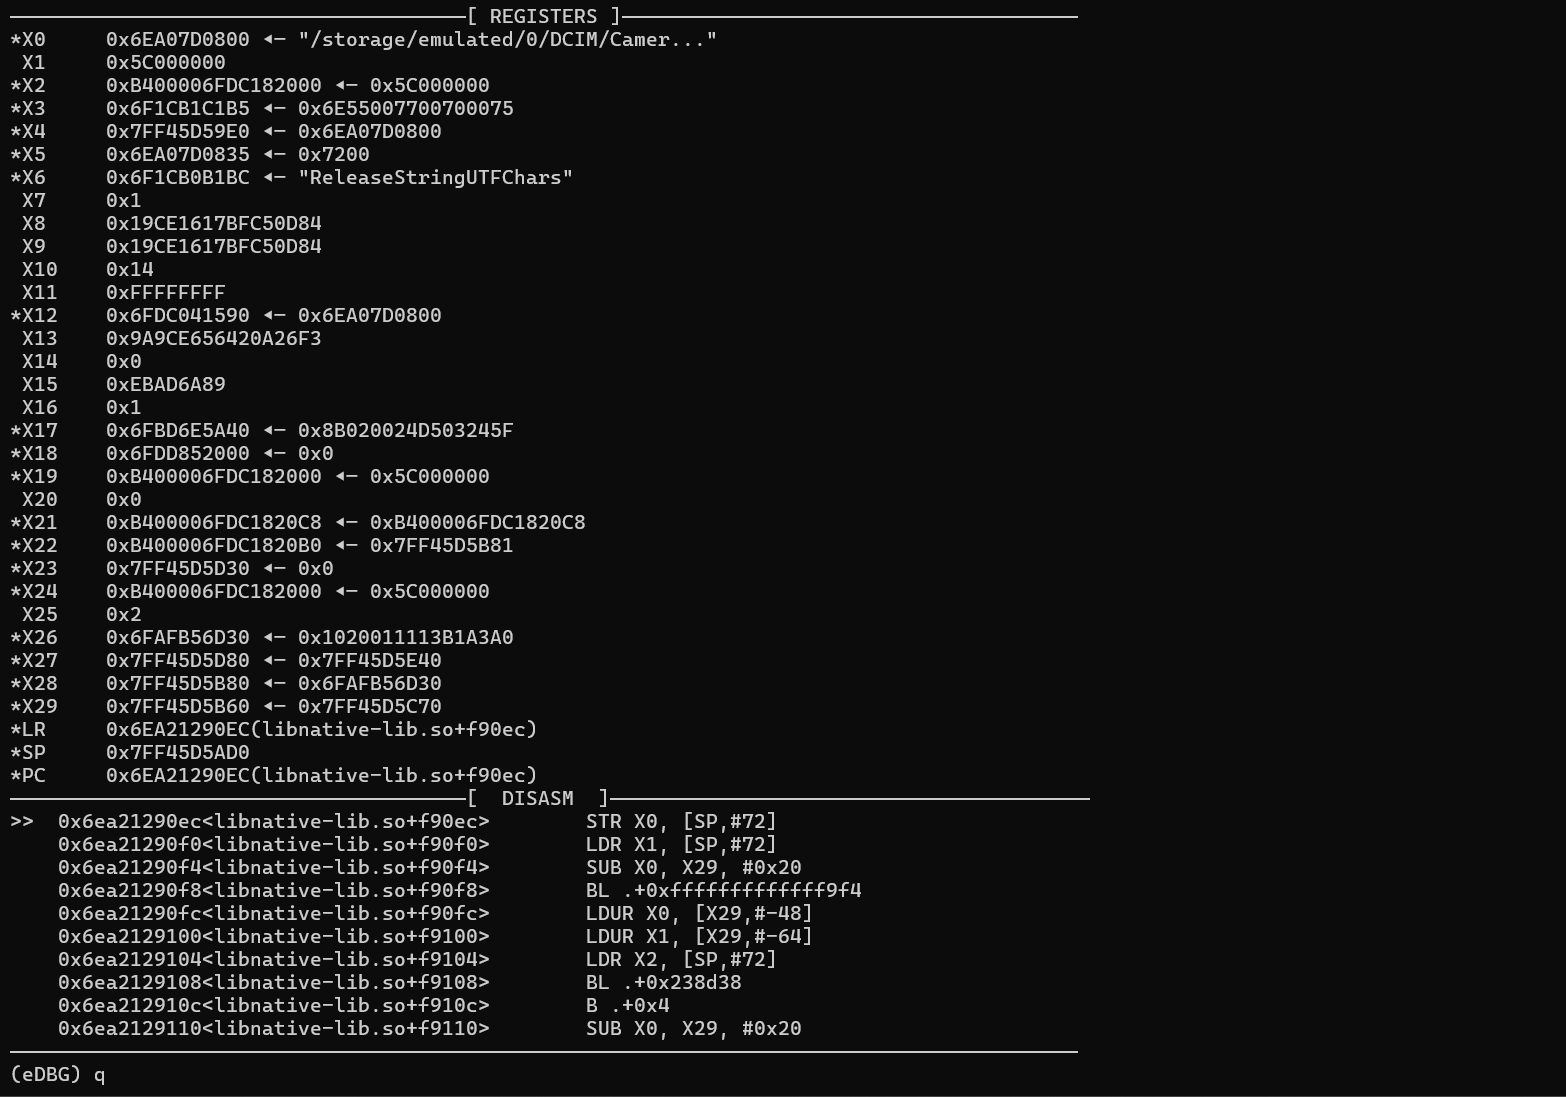 [ REGISTERS ]
*X0 0x6EA07D0800 ◂— "/storage/emulated/0/DCIM/Camer..."
X1 0x5C000000
*X2 0xB400006FDC182000 ◂— 0x5C000000
*X3 0x6F1CB1C1B5 ◂— 0x6E55007700700075
*X4 0x7FF45D59E0 ◂— 0x6EA07D0800
*X5 0x6EA07D0835 ◂— 0x7200
*X6 0x6F1CB0B1BC ◂— "ReleaseStringUTFChars"
X7 0x1
X8 0x19CE1617BFC50D84
X9 0x19CE1617BFC50D84
X10 0x14
X11 0xFFFFFFFF
*X12 0x6FDC041590 ◂— 0x6EA07D0800
X13 0x9A9CE656420A26F3
X14 0x0
X15 0xEBAD6A89
X16 0x1
*X17 0x6FBD6E5A40 ◂— 0x8B020024D503245F
*X18 0x6FDD852000 ◂— 0x0
*X19 0xB400006FDC182000 ◂— 0x5C000000
X20 0x0
*X21 0xB400006FDC1820C8 ◂— 0xB400006FDC1820C8
*X22 0xB400006FDC1820B0 ◂— 0x7FF45D5B81
*X23 0x7FF45D5D30 ◂— 0x0
*X24 0xB400006FDC182000 ◂— 0x5C000000
X25 0x2
*X26 0x6FAFB56D30 ◂— 0x1020011113B1A3A0
*X27 0x7FF45D5D80 ◂— 0x7FF45D5E40
*X28 0x7FF45D5B80 ◂— 0x6FAFB56D30
*X29 0x7FF45D5B60 ◂— 0x7FF45D5C70
*LR 0x6EA21290EC(libnative-lib.so+f90ec)
*SP 0x7FF45D5AD0
*PC 0x6EA21290EC(libnative-lib.so+f90ec)
[ DISASM ]
>> 0x6ea21290ec<libnative-lib.so+f90ec> STR X0, [SP,#72]
0x6ea21290f0<libnative-lib.so+f90f0> LDR X1, [SP,#72]
0x6ea21290f4<libnative-lib.so+f90f4> SUB X0, X29, #0x20
0x6ea21290f8<libnative-lib.so+f90f8> BL .+0xfffffffffffff9f4
0x6ea21290fc<libnative-lib.so+f90fc> LDUR X0, [X29,#-48]
0x6ea2129100<libnative-lib.so+f9100> LDUR X1, [X29,#-64]
0x6ea2129104<libnative-lib.so+f9104> LDR X2, [SP,#72]
0x6ea2129108<libnative-lib.so+f9108> BL .+0x238d38
0x6ea212910c<libnative-lib.so+f910c> B .+0x4
0x6ea2129110<libnative-lib.so+f9110> SUB X0, X29, #0x20
(eDBG) q